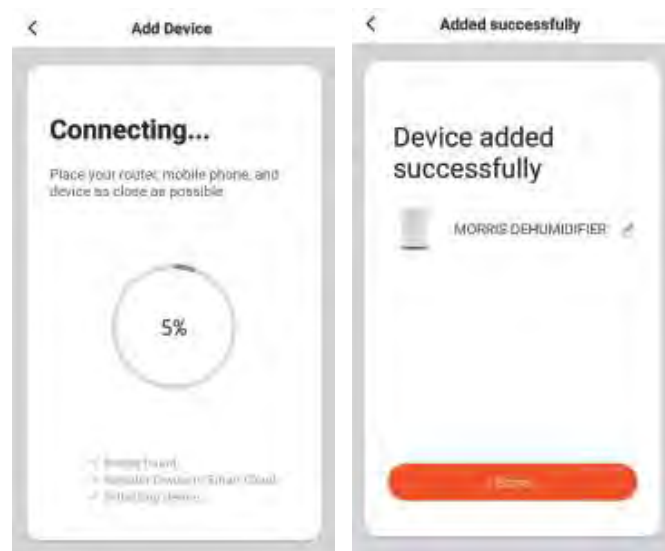 Add Device
Connecting...
Place your router, mobile phone, and
device as close as possible
5%
Added successfully
Device added
successfully
MORRIS DEHUMIDIFIER